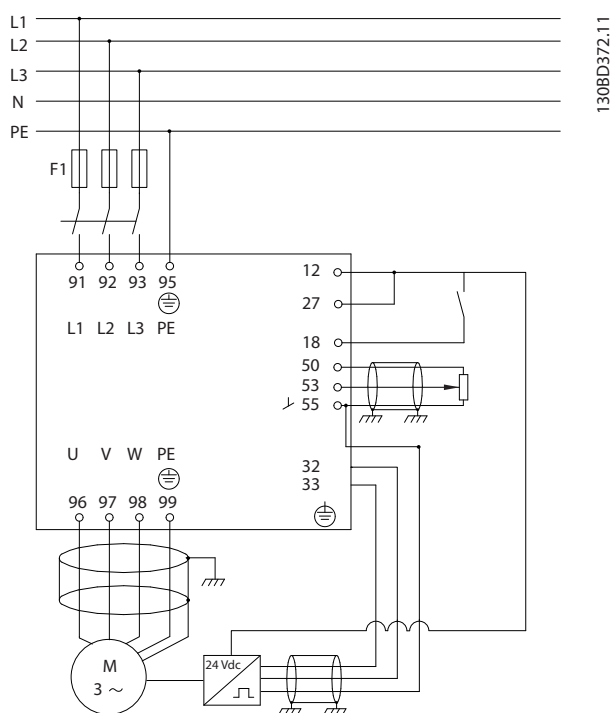 L1
L2
L3
N
PE
130BD372.11
F1
91 92 93 95
L1 L2 L3 PE
12
27
18
50
53
55
U V W PE
32
33
96 97 98 99
M
3 ~
24 Vdc